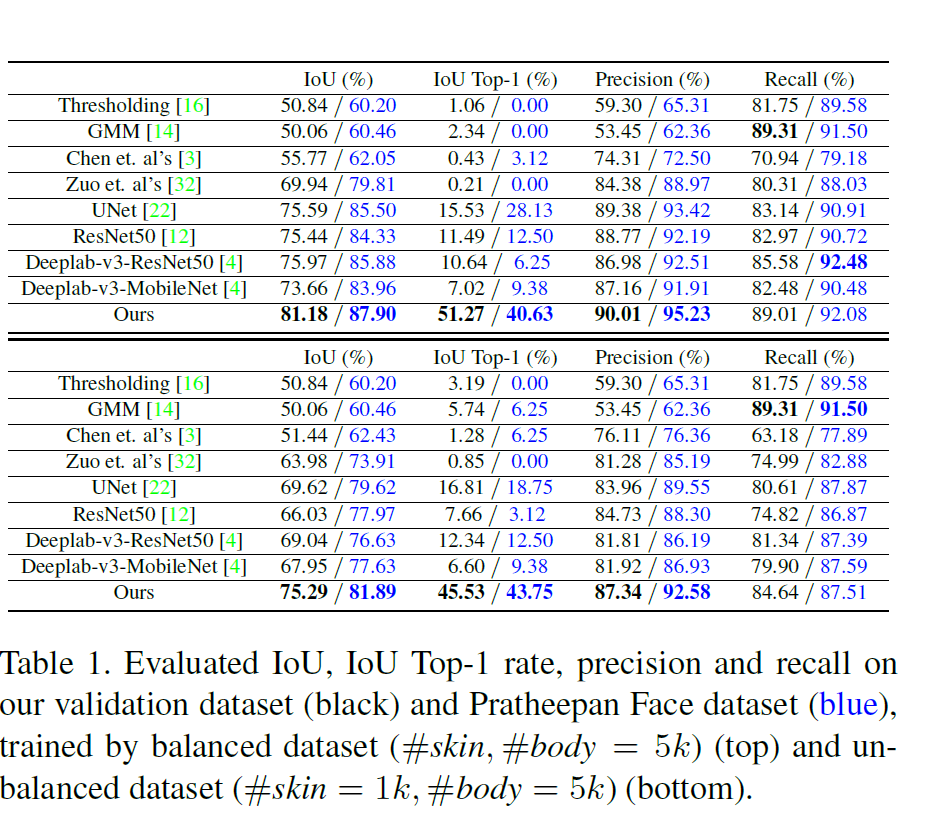 IoU (%) IoU Top-1 (%) Precision (%) Recall (%)
Thresholding [16] 50.84 / 60.20 1.06 / 0.00 59.30 / 65.31 81.75 / 89.58
GMM [14] 50.06 / 60.46 2.34 / 0.00 53.45 / 62.36 89.31 / 91.50
Chen et. al's [3] 55.77 / 62.05 0.43 / 3.12 74.31 / 72.50 70.94 / 79.18
Zuo et. al's [32] 69.94 / 79.81 0.21 / 0.00 84.38 / 88.97 80.31 / 88.03
UNet [22] 75.59 / 85.50 15.53 / 28.13 89.38 / 93.42 83.14 / 90.91
ResNet50 [12] 75.44 / 84.33 11.49 / 12.50 88.77 / 92.19 82.97 / 90.72
Deeplab-v3-ResNet50 [4] 75.97 / 85.88 10.64 / 6.25 86.98 / 92.51 85.58 / 92.48
Deeplab-v3-MobileNet [4] 73.66 / 83.96 7.02 / 9.38 87.16 / 91.91 82.48 / 90.48
Ours 81.18 / 87.90 51.27 / 40.63 90.01 / 95.23 89.01 / 92.08
IoU (%) IoU Top-1 (%) Precision (%) Recall (%)
Thresholding [16] 50.84 / 60.20 3.19 / 0.00 59.30 / 65.31 81.75 / 89.58
GMM [14] 50.06 / 60.46 5.74 / 6.25 53.45 / 62.36 89.31 / 91.50
Chen et. al's [3] 51.44 / 62.43 1.28 / 6.25 76.11 / 76.36 63.18 / 77.89
Zuo et. al's [32] 63.98 / 73.91 0.85 / 0.00 81.28 / 85.19 74.99 / 82.88
UNet [22] 69.62 / 79.62 16.81 / 18.75 83.96 / 89.55 80.61 / 87.87
ResNet50 [12] 66.03 / 77.97 7.66 / 3.12 84.73 / 88.30 74.82 / 86.87
Deeplab-v3-ResNet50 [4] 69.04 / 76.63 12.34 / 12.50 81.81 / 86.19 81.34 / 87.39
Deeplab-v3-MobileNet [4] 67.95 / 77.63 6.60 / 9.38 81.92 / 86.93 79.90 / 87.59
Ours 75.29 / 81.89 45.53 / 43.75 87.34 / 92.58 84.64 / 87.51
Table 1. Evaluated IoU, IoU Top-1 rate, precision and recall on
our validation dataset (black) and Pratheepan Face dataset (blue),
trained by balanced dataset (#skin, #body = 5k) (top) and un-
balanced dataset (#skin = 1k, #body = 5k) (bottom).